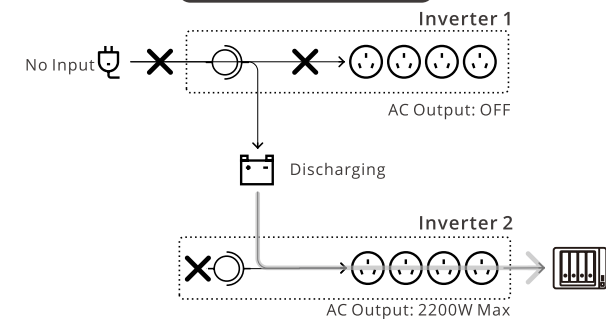 Inverter 1
No Input
AC Output: OFF
Discharging
Inverter 2
AC Output: 2200W Max